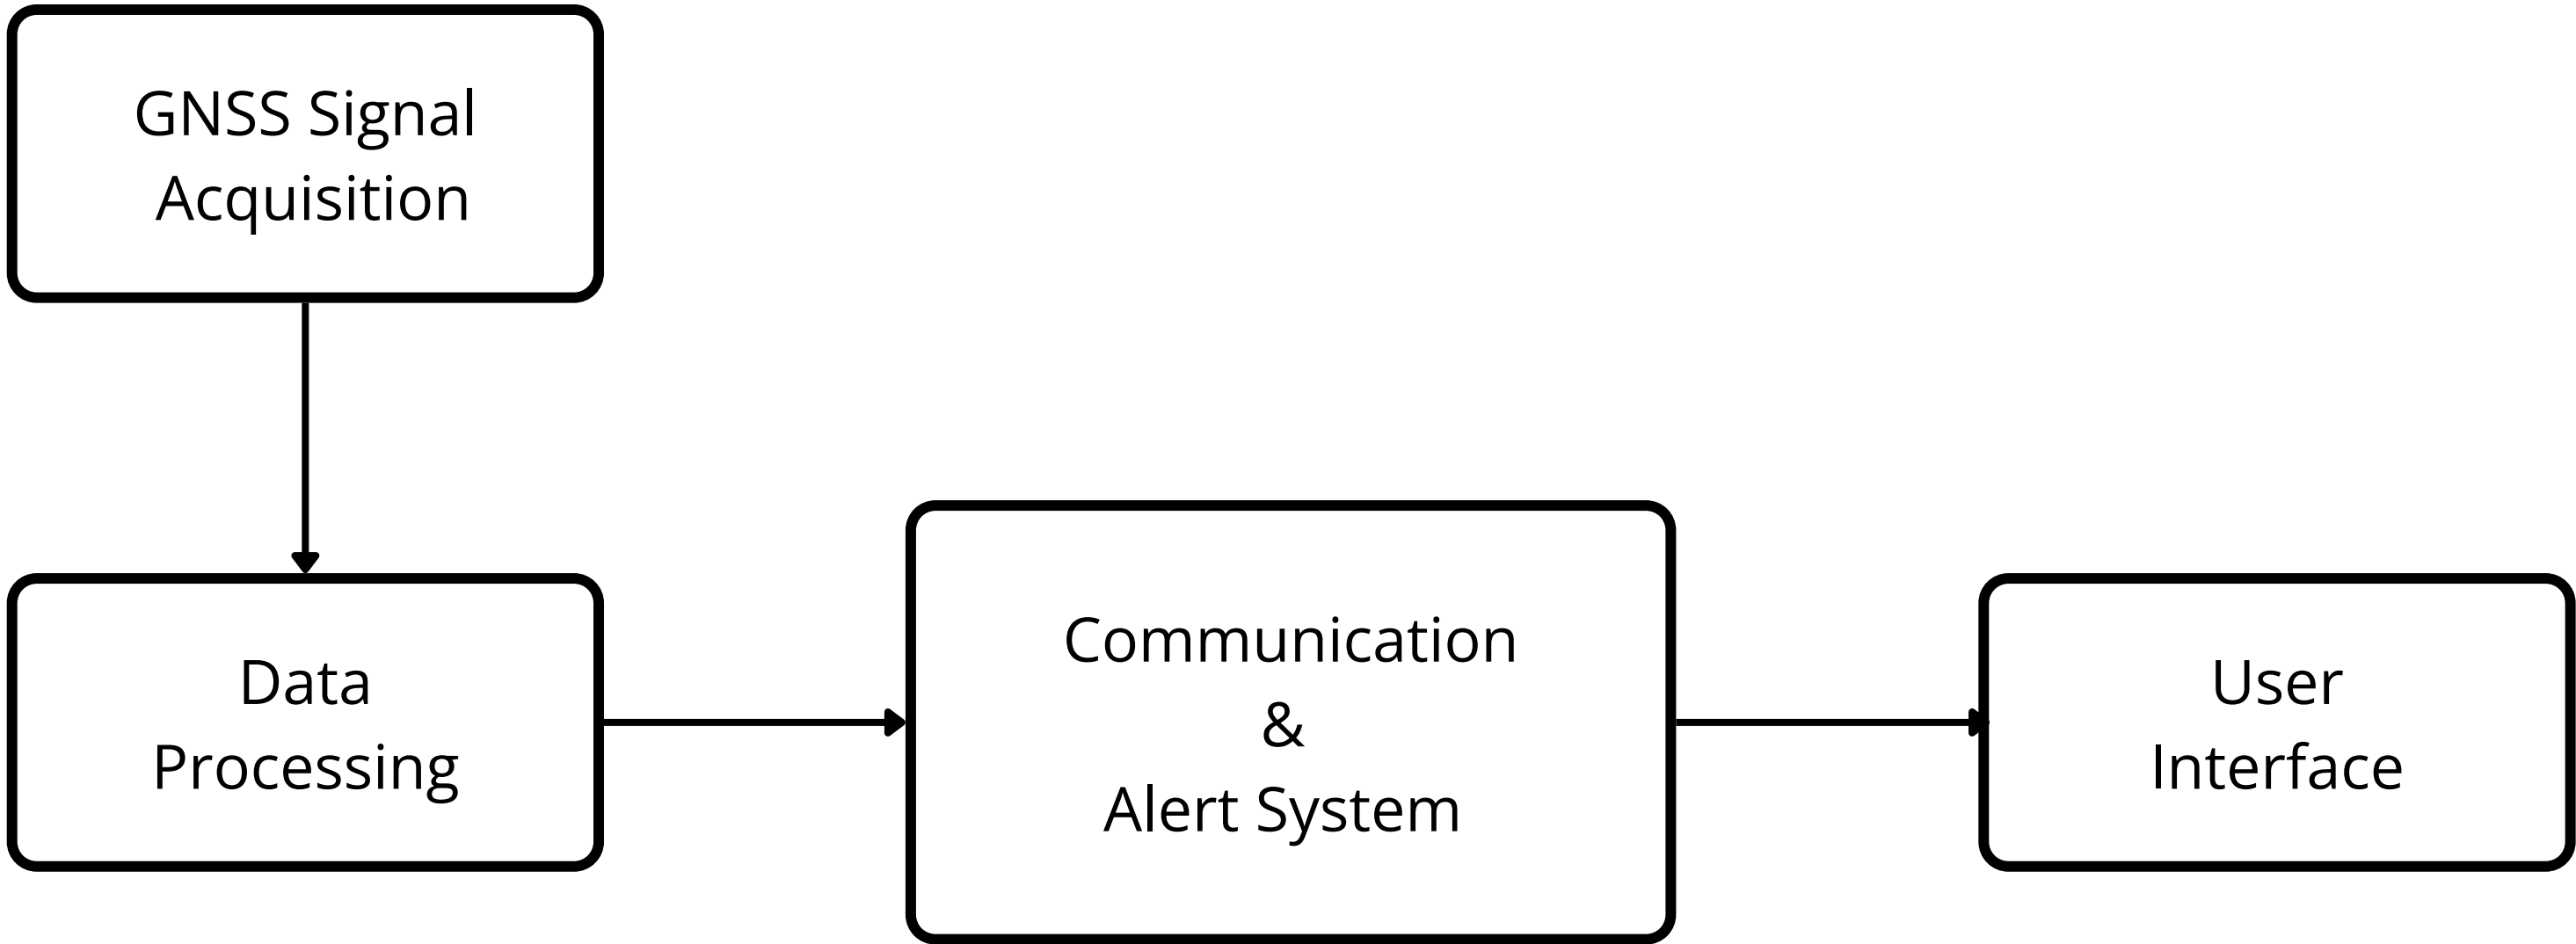 GNSS Signal
Acquisition
Data
Processing
Communication
&
Alert System
User
Interface